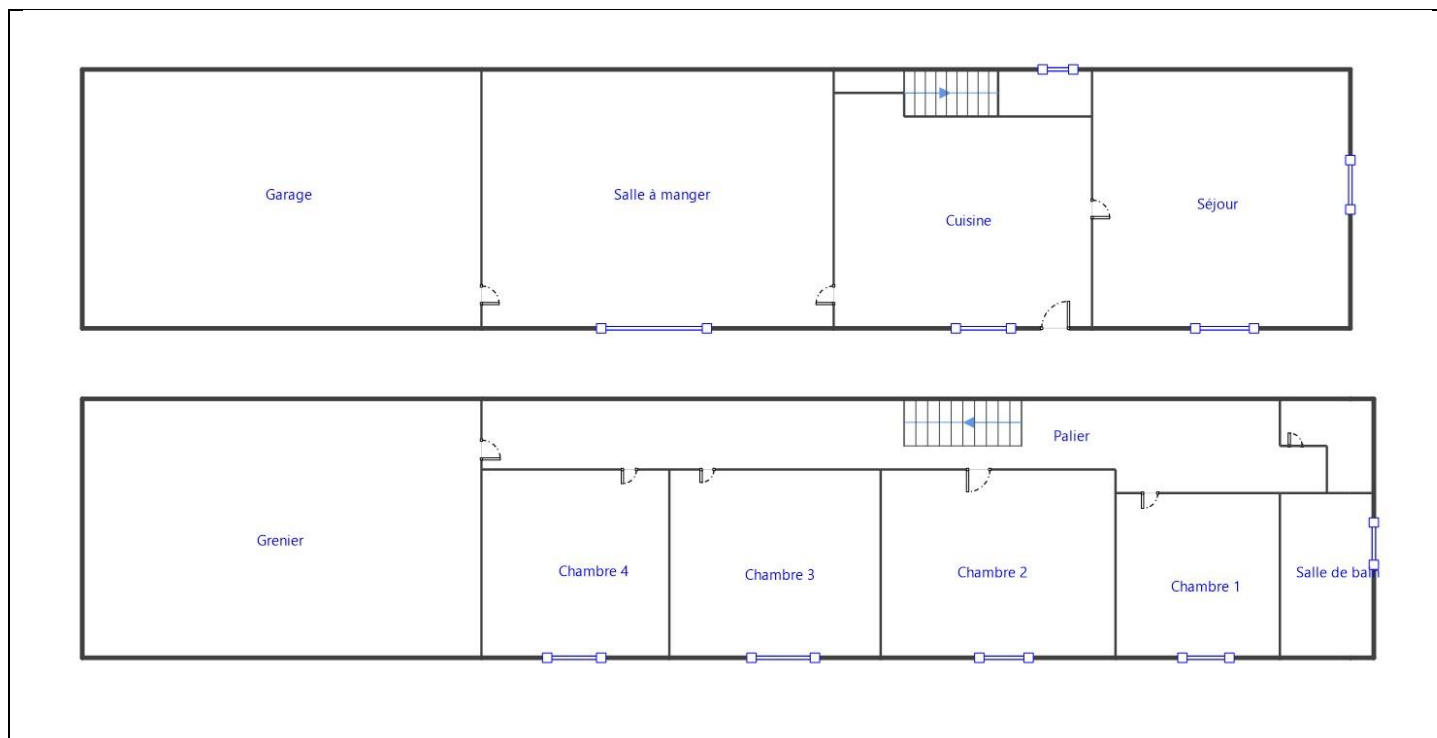 Garage
Salle à manger
Cuisine
Séjour
Palier
Grenier
Chambre 4
Chambre 3
Chambre 2
Chambre 1
Salle de bain